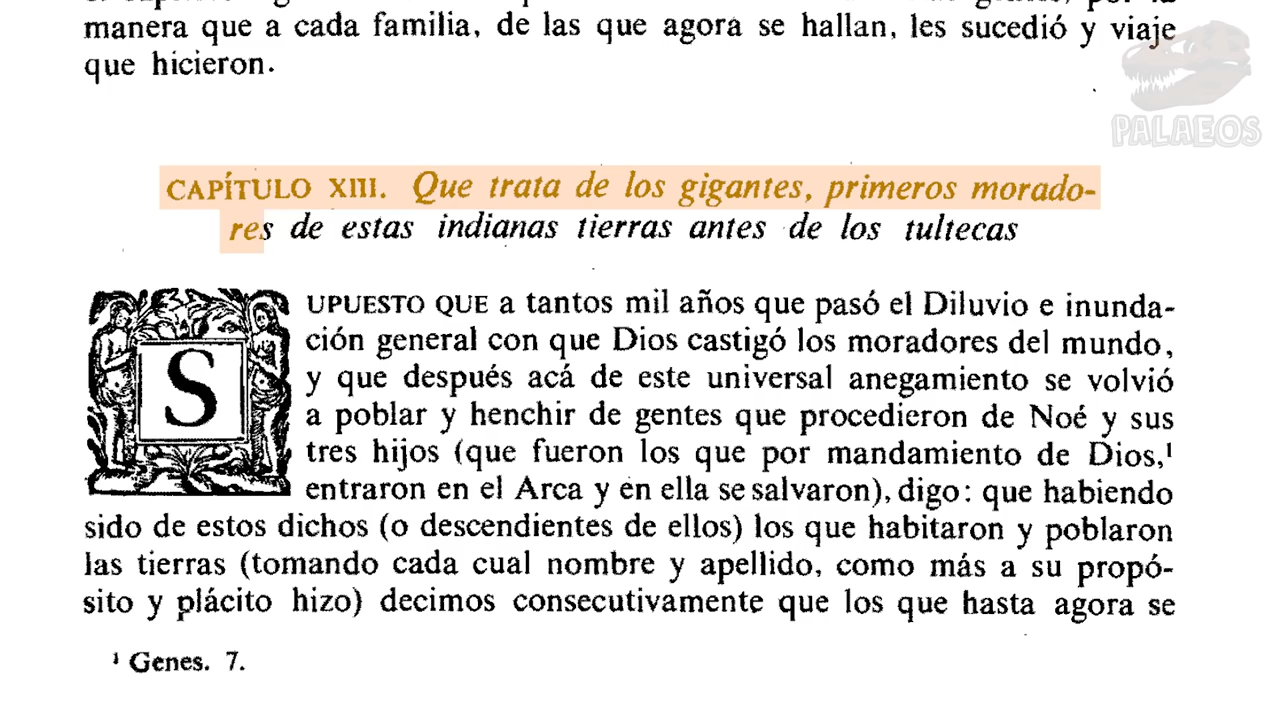 manera que a cada familia, de las que agora se hallan, les sucedió y viaje
que hicieron.
PALAEOS
CAPÍTULO XIII. Que trata de los gigantes, primeros morado-
res de estas indianas tierras antes de los tultecas
SUPUESTO QUE a tantos mil años que pasó el Diluvio e inunda-
ción general con que Dios castigó los moradores del mundo,
y que después acá de este universal anegamiento se volvió
a poblar y henchir de gentes que procedieron de Noé y sus
tres hijos (que fueron los que por mandamiento de Dios,¹
entraron en el Arca y en ella se salvaron), digo: que habiendo
sido de estos dichos (o descendientes de ellos) los que habitaron y poblaron
las tierras (tomando cada cual nombre y apellido, como más a su propó-
sito y plácito hizo) decimos consecutivamente que los que hasta agora se
¹ Genes. 7.